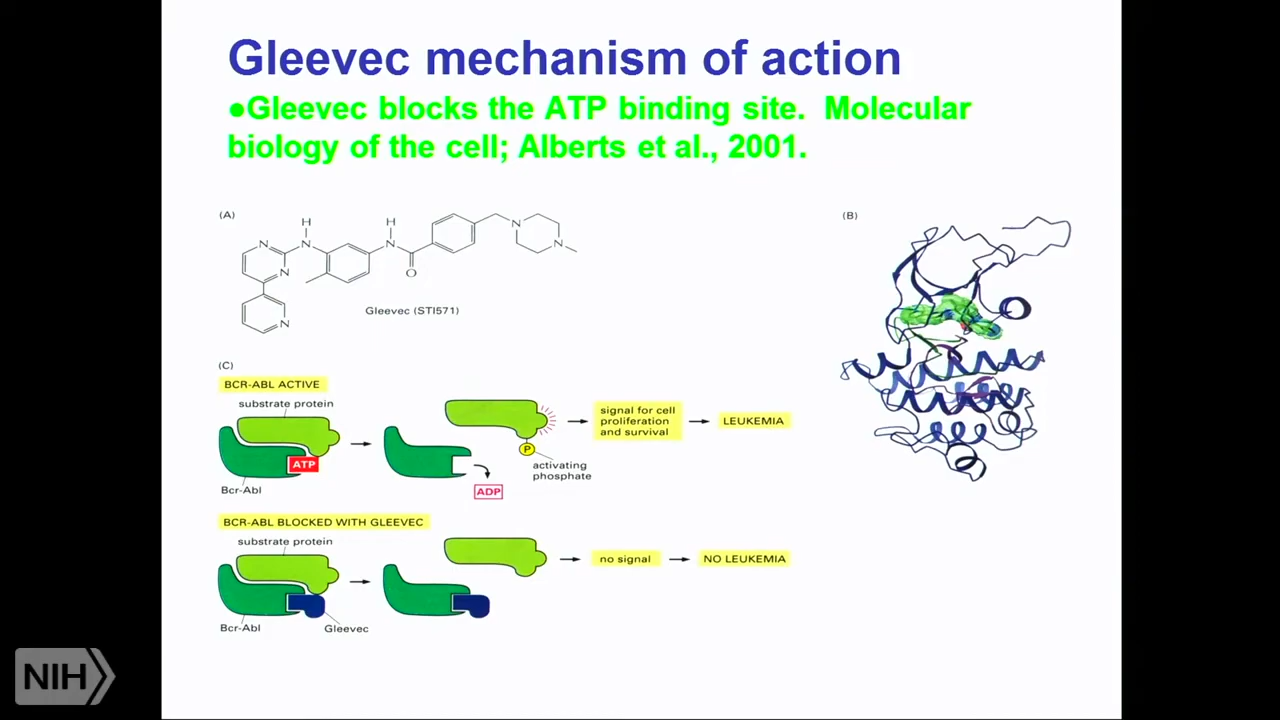 Gleevec mechanism of action
●Gleevec blocks the ATP binding site.  Molecular
biology of the cell; Alberts et al., 2001.
(A)
H
H
N
N
N
N
N
N
N
O
Gleevec (STI571)
(B)
(C)
BCR-ABL ACTIVE
substrate protein
ATP
Bcr-Abl
P
activating
phosphate
ADP
signal for cell
proliferation
and survival
LEUKEMIA
BCR-ABL BLOCKED WITH GLEEVEC
substrate protein
Bcr-Abl
Gleevec
no signal
NO LEUKEMIA
NIH